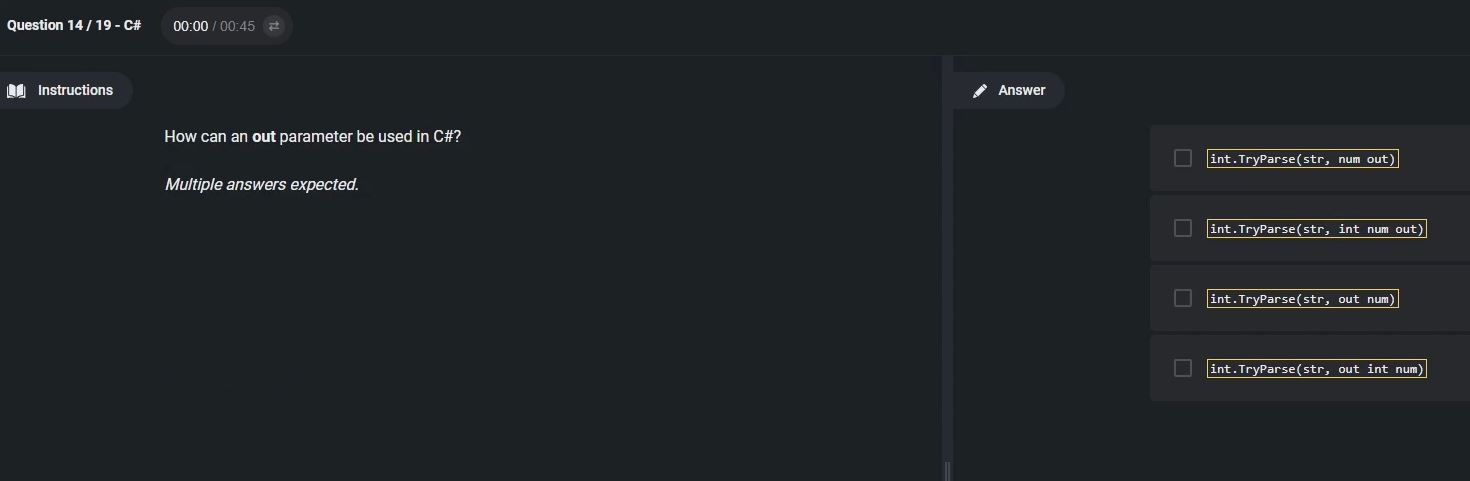 Question 14 / 19 - C#
00:00 / 00:45
Instructions
How can an out parameter be used in C#?
Multiple answers expected.
Answer
int.TryParse(str, num out)
int.TryParse(str, int num out)
int.TryParse(str, out num)
int.TryParse(str, out int num)